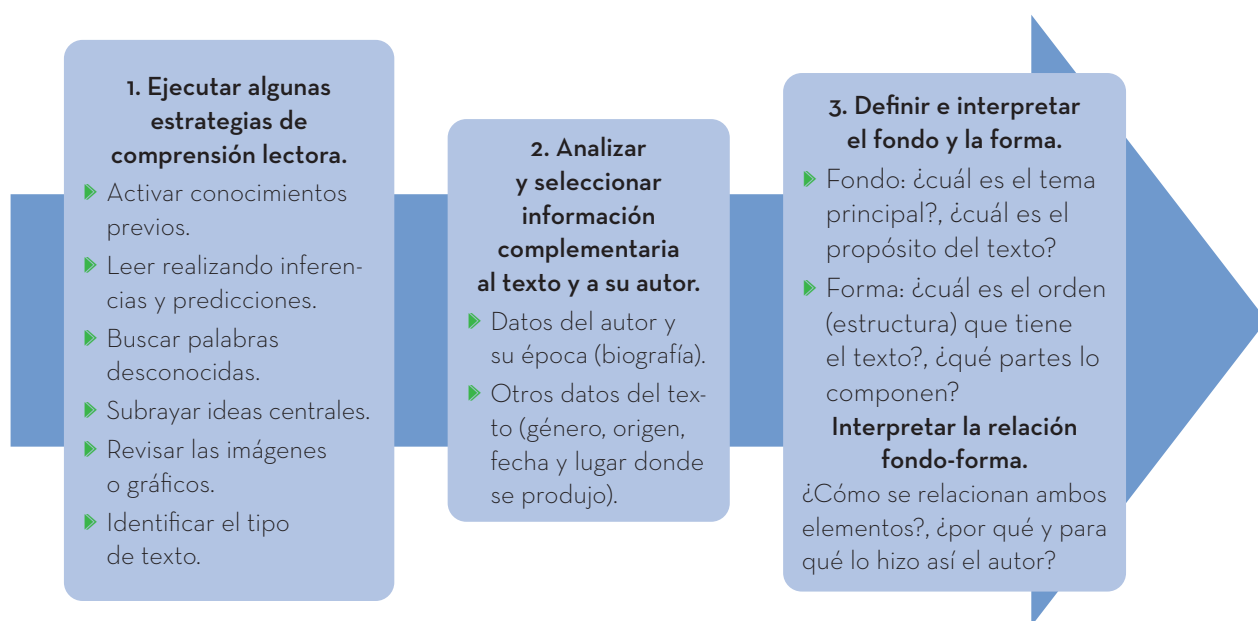 1. Ejecutar algunas
estrategias de
comprensión lectora.
Activar conocimientos
previos.
Leer realizando inferen-
cias y predicciones.
Buscar palabras
desconocidas.
Subrayar ideas centrales.
Revisar las imágenes
o gráficos.
Identificar el tipo
de texto.
2. Analizar
y seleccionar
información
complementaria
al texto y a su autor.
Datos del autor y
su época (biografía).
Otros datos del tex-
to (género, origen,
fecha y lugar donde
se produjo).
3. Definir e interpretar
el fondo y la forma.
Fondo: ¿cuál es el tema
principal?, ¿cuál es el
propósito del texto?
Forma: ¿cuál es el orden
(estructura) que tiene
el texto?, ¿qué partes lo
componen?
Interpretar la relación
fondo-forma.
¿Cómo se relacionan ambos
elementos?, ¿por qué y para
qué lo hizo así el autor?